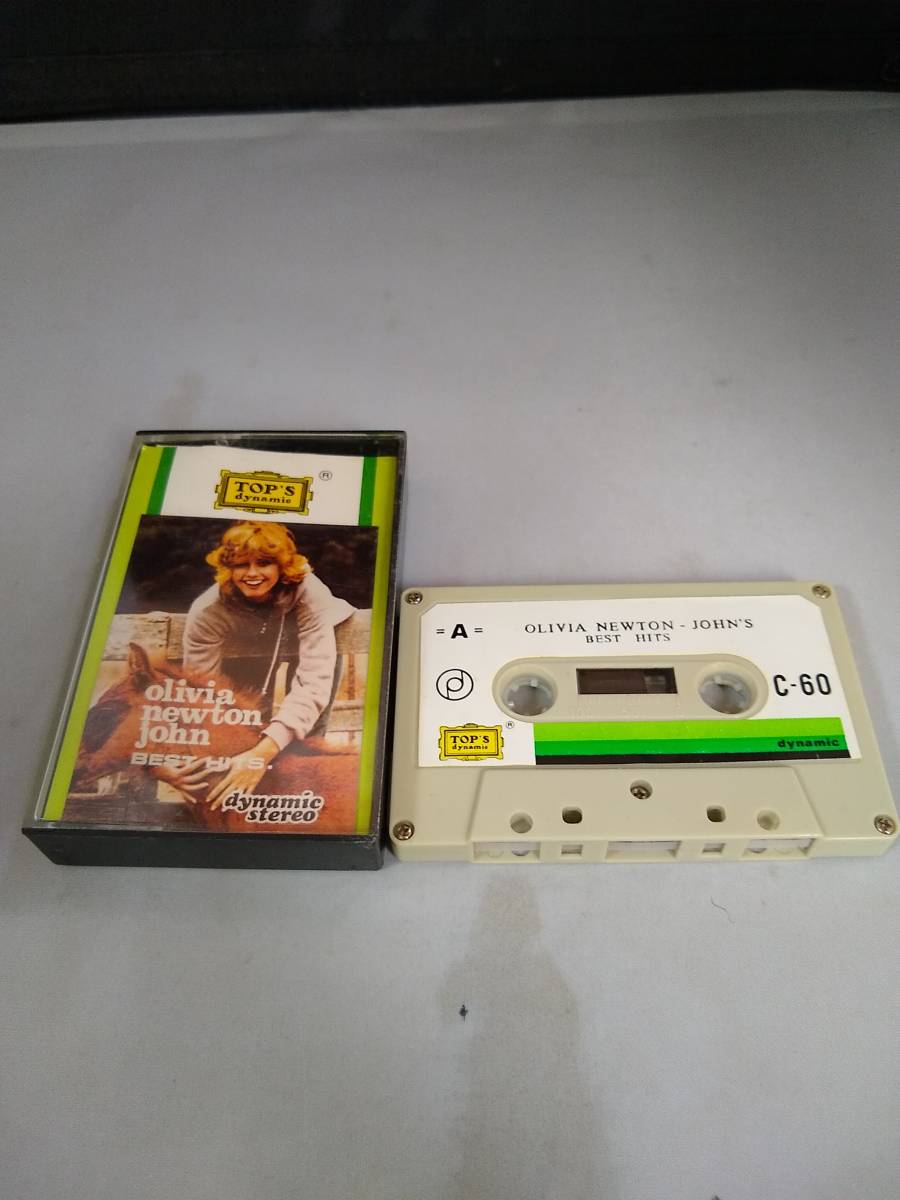 TOP'S
dynamic
®
olivia
newton
john
BEST HITS.
dynamic
stereo
= A =
OLIVIA NEWTON - JOHN'S
BEST HITS
C-60
TOP'S
dynamic
®
dynamic